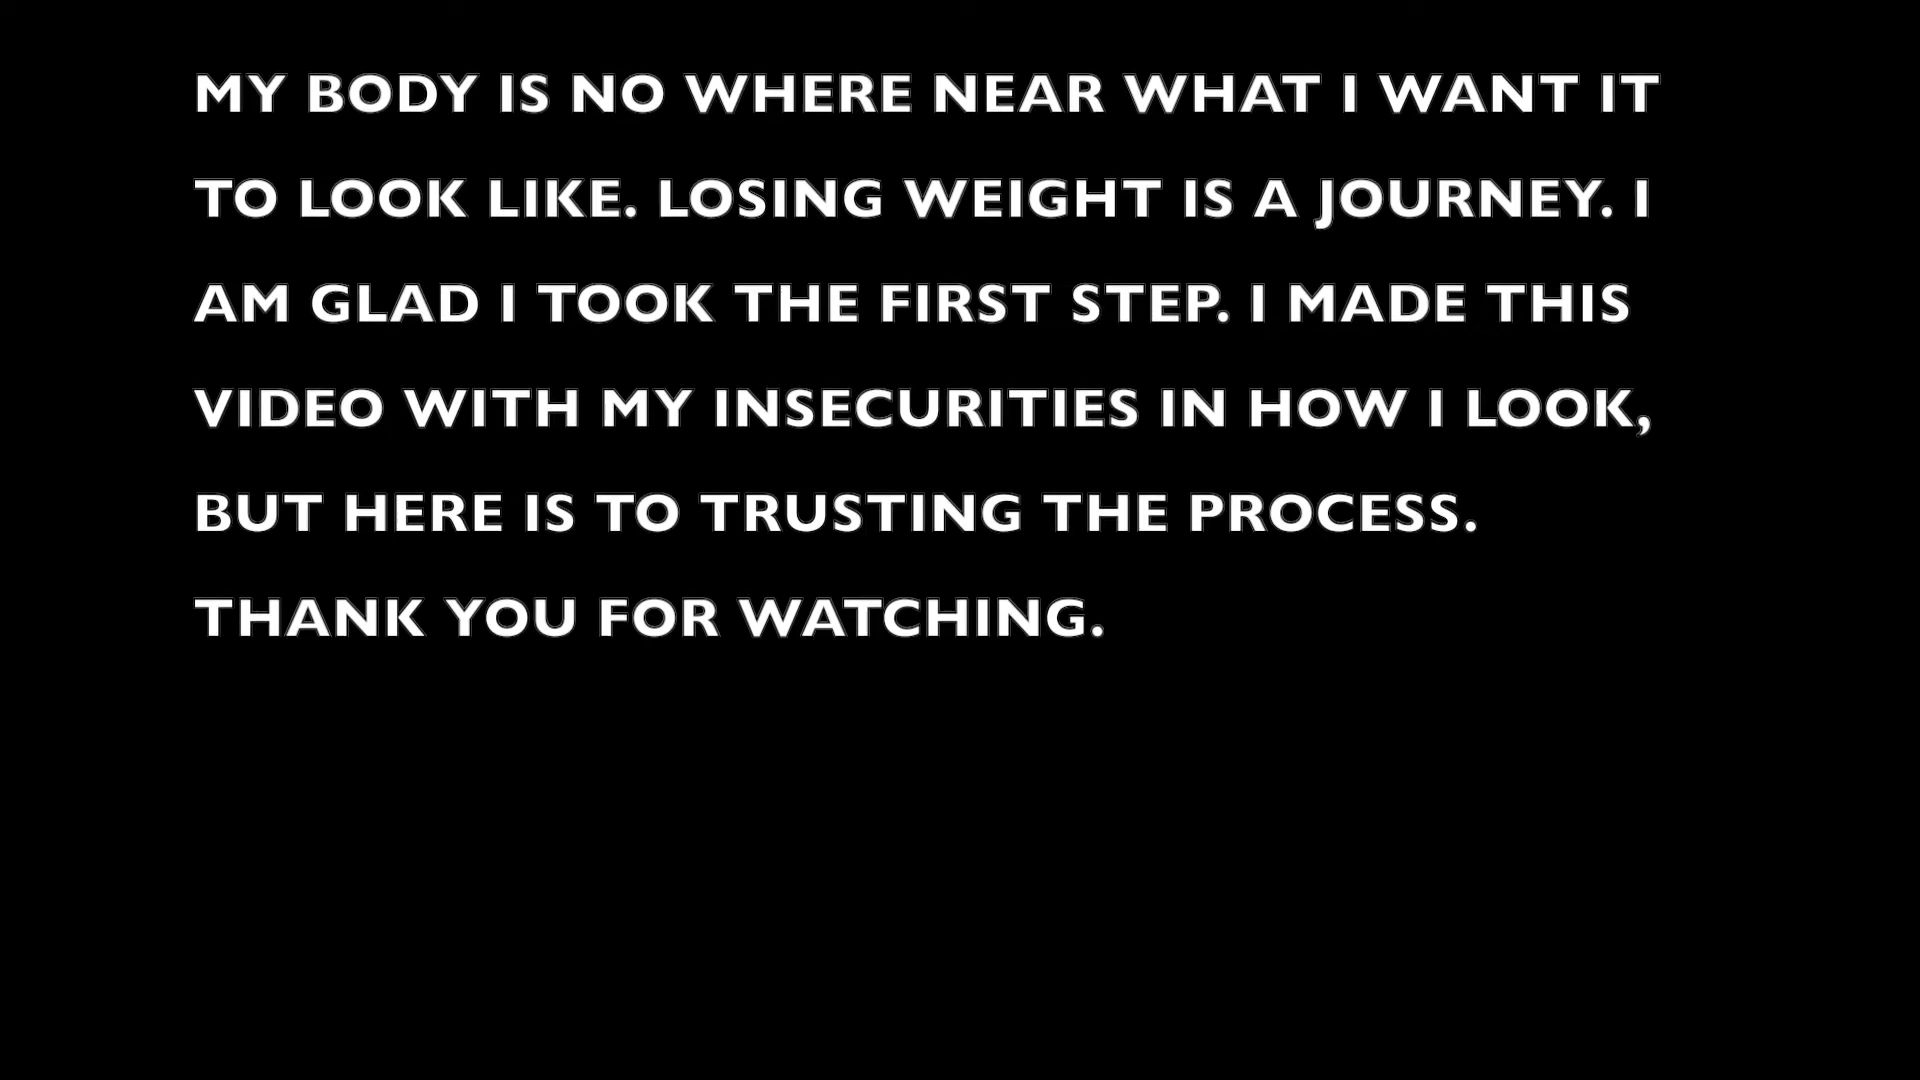 MY BODY IS NO WHERE NEAR WHAT I WANT IT
TO LOOK LIKE. LOSING WEIGHT IS A JOURNEY. I
AM GLAD I TOOK THE FIRST STEP. I MADE THIS
VIDEO WITH MY INSECURITIES IN HOW I LOOK,
BUT HERE IS TO TRUSTING THE PROCESS.
THANK YOU FOR WATCHING.